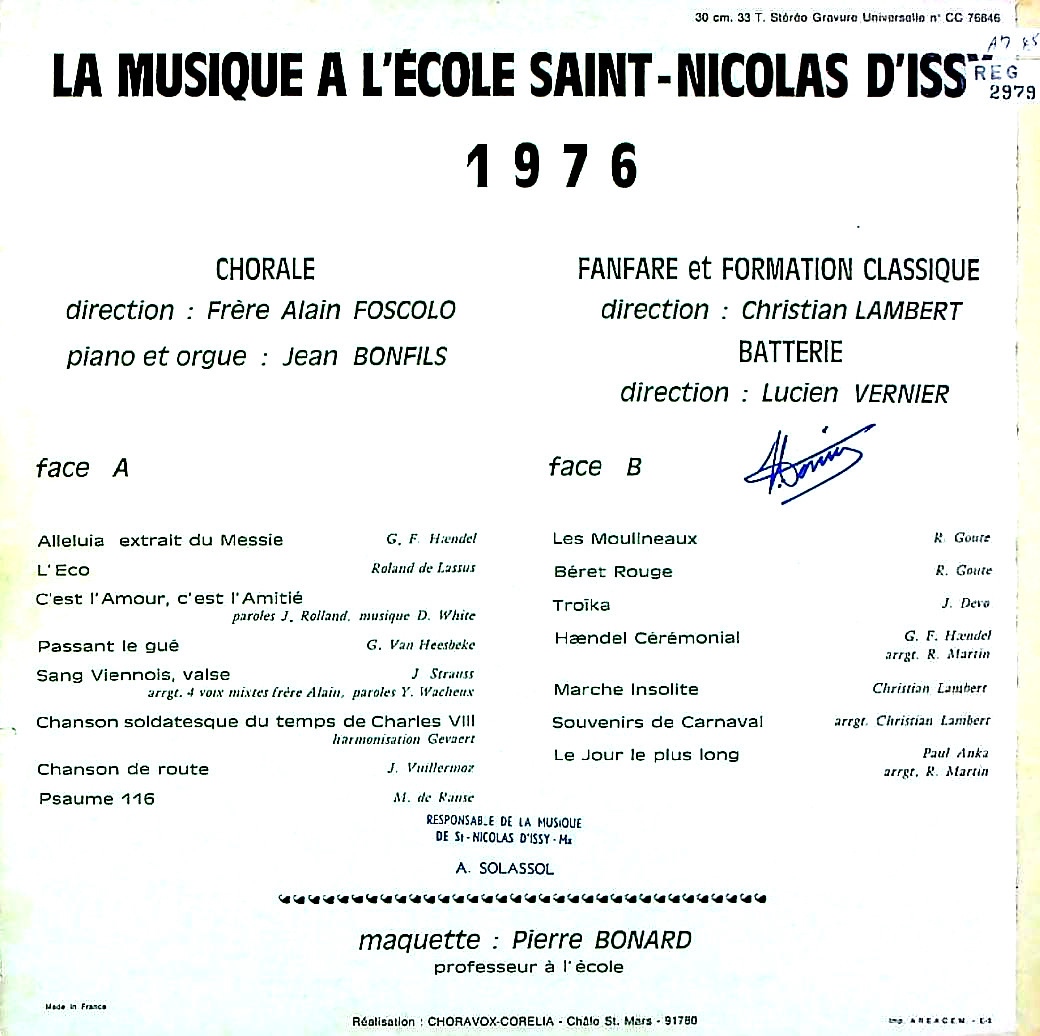 30 cm. 33 T. Stéréo Gravure Universelle n° CC 76846
LA MUSIQUE A L'ÉCOLE SAINT-NICOLAS D'ISSY
REG
2979
1976
CHORALE
direction : Frère Alain FOSCOLO
piano et orgue : Jean BONFILS
FANFARE et FORMATION CLASSIQUE
direction : Christian LAMBERT
BATTERIE
direction : Lucien VERNIER
face A
Alleluia extrait du Messie G. F. Hændel
L'Eco Roland de Lassus
C'est l'Amour, c'est l'Amitié
paroles J. Rolland, musique D. White
Passant le gué G. Van Heesbeke
Sang Viennois, valse J Strauss
arrgt. 4 voix mixtes frère Alain, paroles Y. Wacheux
Chanson soldatesque du temps de Charles VIII
harmonisation Gevaert
Chanson de route J. Vuillermoz
Psaume 116 M. de Ranse
face B
Les Moulineaux R. Goute
Béret Rouge R. Goute
Troïka J. Devo
Hændel Cérémonial G. F. Hændel
arrgt. R. Martin
Marche Insolite Christian Lambert
Souvenirs de Carnaval arrgt. Christian Lambert
Le Jour le plus long Paul Anka
arrgt. R. Martin
RESPONSABLE DE LA MUSIQUE
DE St-NICOLAS D'ISSY-Mx
A. SOLASSOL
maquette : Pierre BONARD
professeur à l'école
Made in France
Réalisation : CHORAVOX-CORELIA - Châlo St. Mars - 91780
Imp. AREACEM